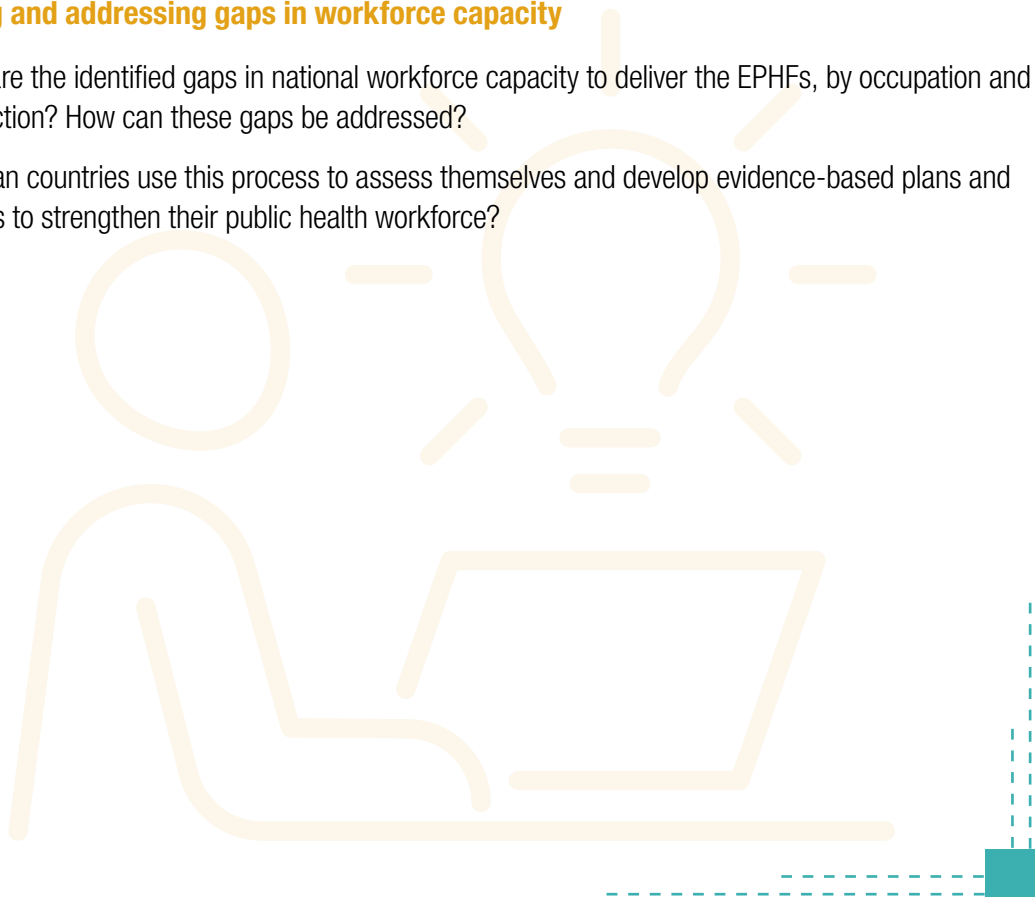 and addressing gaps in workforce capacity
re the identified gaps in national workforce capacity to deliver the EPHFs, by occupation and
ction? How can these gaps be addressed?
an countries use this process to assess themselves and develop evidence-based plans and
s to strengthen their public health workforce?